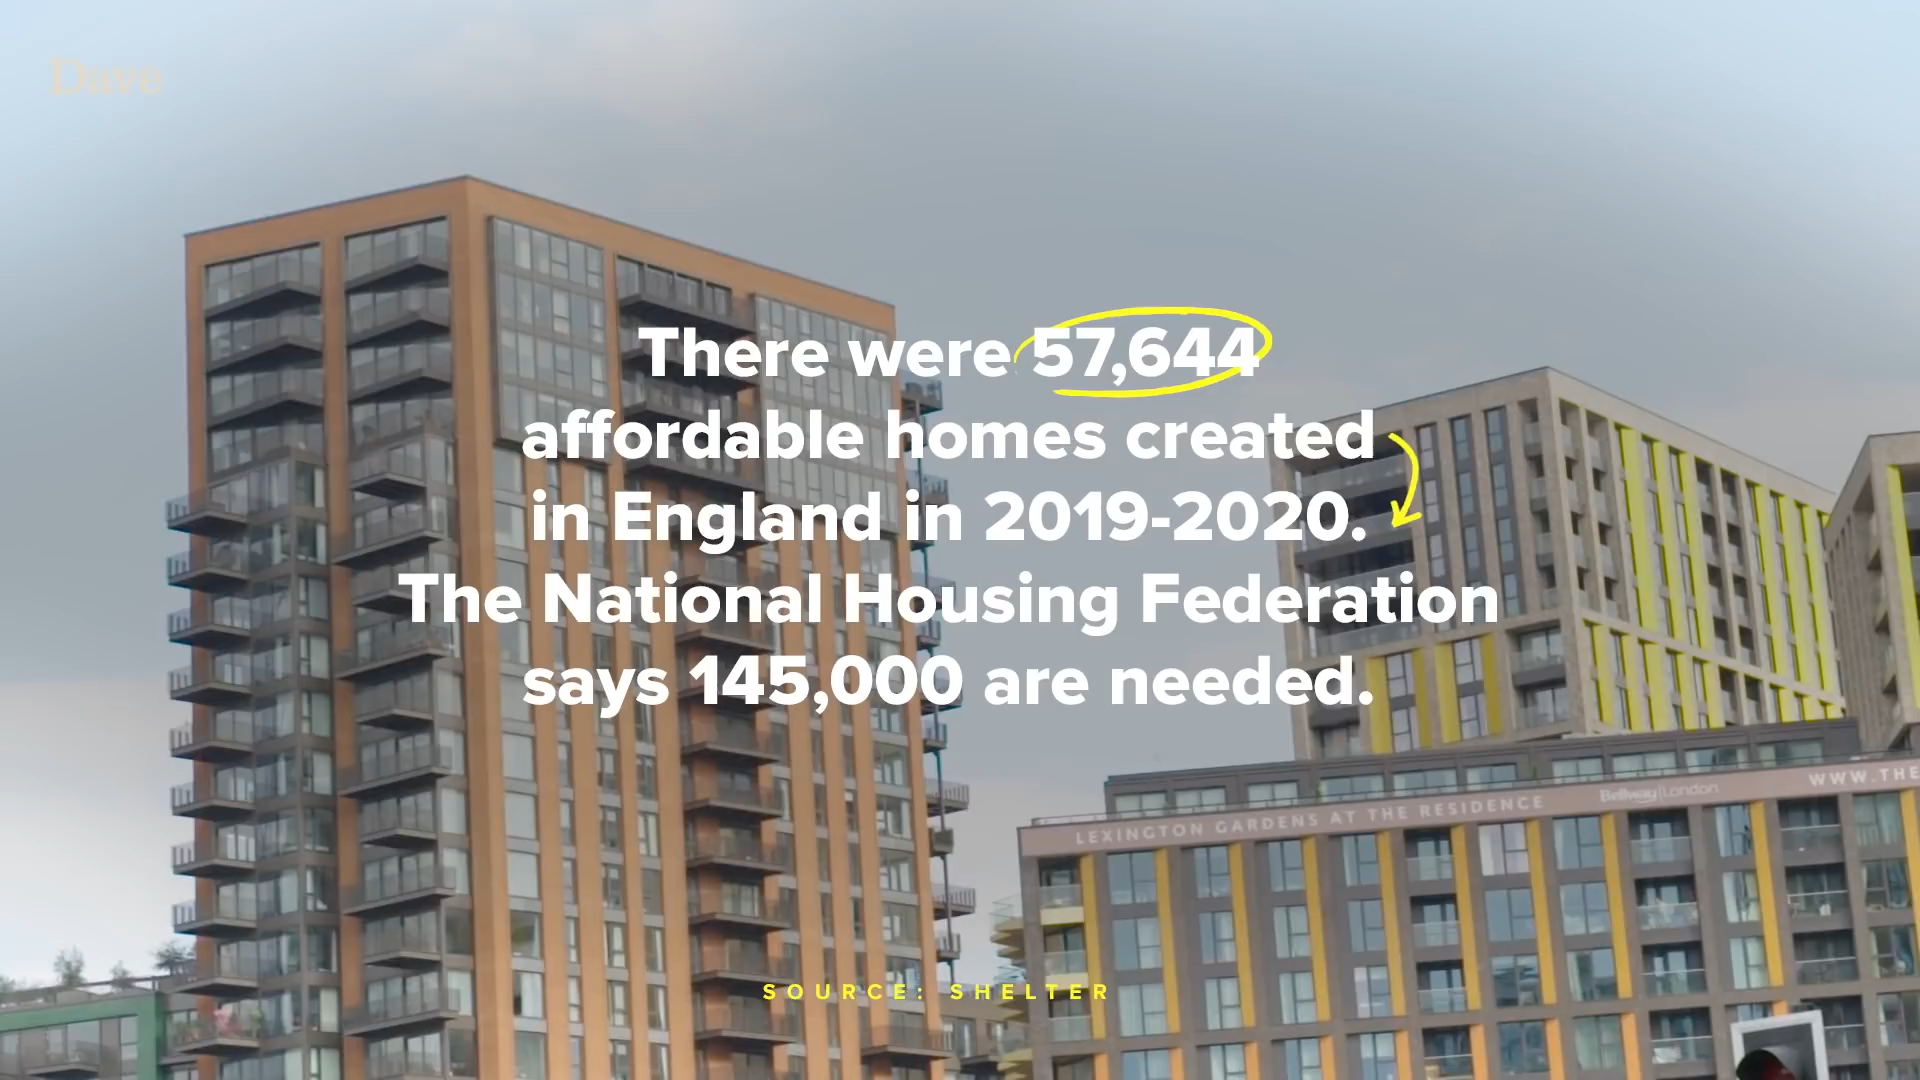 Dave
There were 57,644
affordable homes created
in England in 2019-2020.
The National Housing Federation
says 145,000 are needed.
WWW.THE
LEXINGTON GARDENS AT THE RESIDENCE
Bellway|London
SOURCE: SHELTER